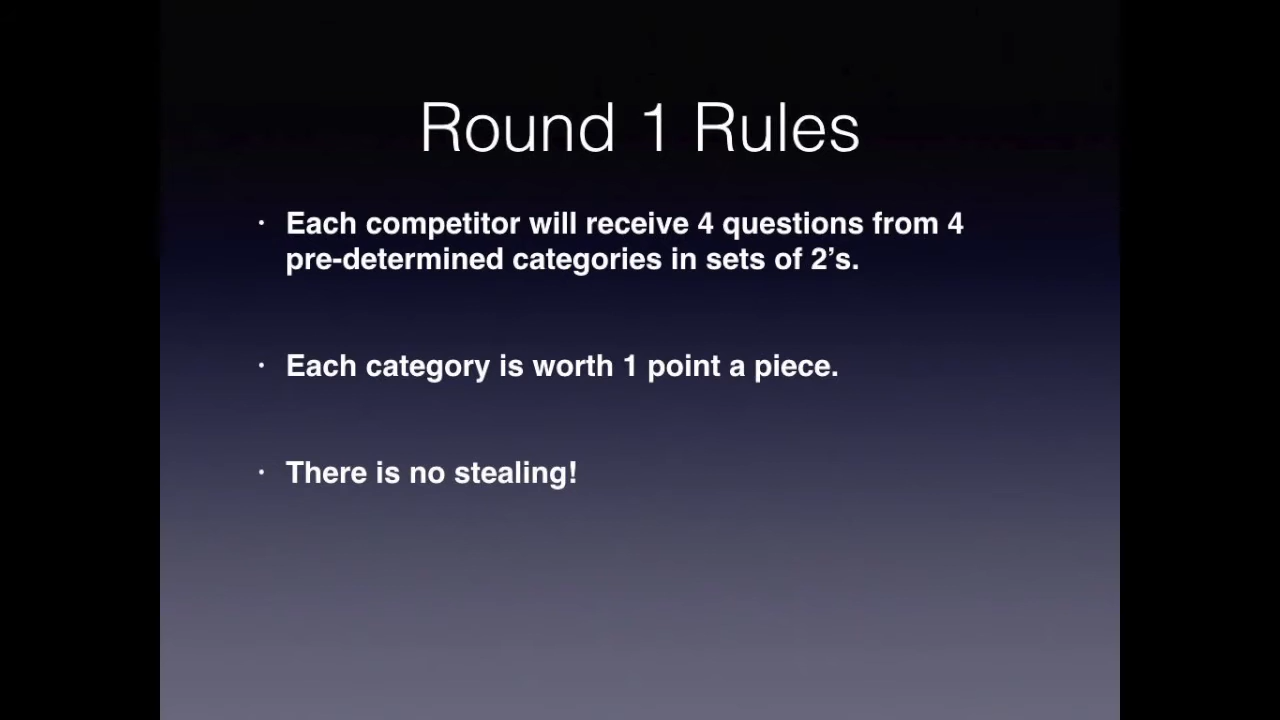 Round 1 Rules
• Each competitor will receive 4 questions from 4
pre-determined categories in sets of 2’s.
• Each category is worth 1 point a piece.
• There is no stealing!